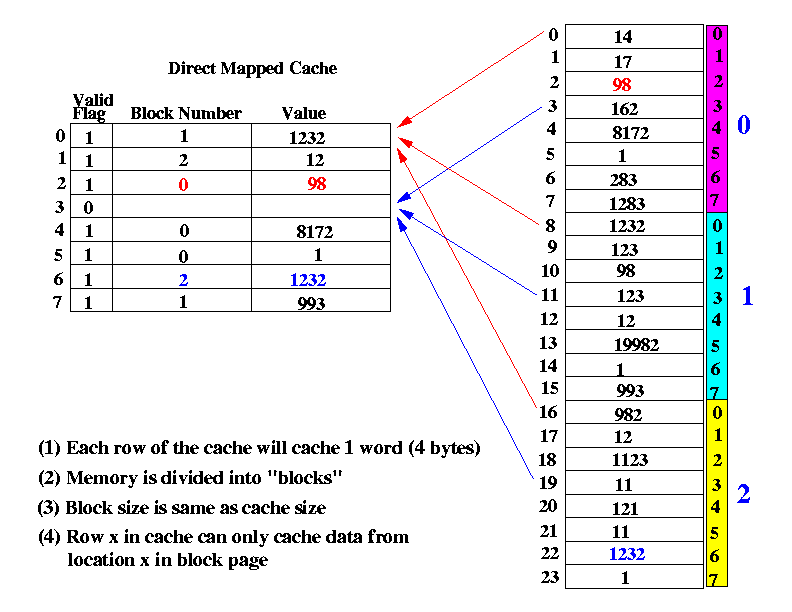 Direct Mapped Cache
Valid
Flag Block Number Value
0 1 1 1232
1 1 2 12
2 1 0 98
3 0
4 1 0 8172
5 1 0 1
6 1 2 1232
7 1 1 993
(1) Each row of the cache will cache 1 word (4 bytes)
(2) Memory is divided into "blocks"
(3) Block size is same as cache size
(4) Row x in cache can only cache data from
location x in block page
0 14 0
1 17 1
2 98 2
3 162 3
0
4 8172 4
5 1 5
6 283 6
7 1283 7
8 1232 0
9 123 1
10 98 2
11 123 3
1
12 12 4
13 19982 5
14 1 6
15 993 7
16 982 0
17 12 1
18 1123 2
19 11 3
2
20 121 4
21 11 5
22 1232 6
23 1 7